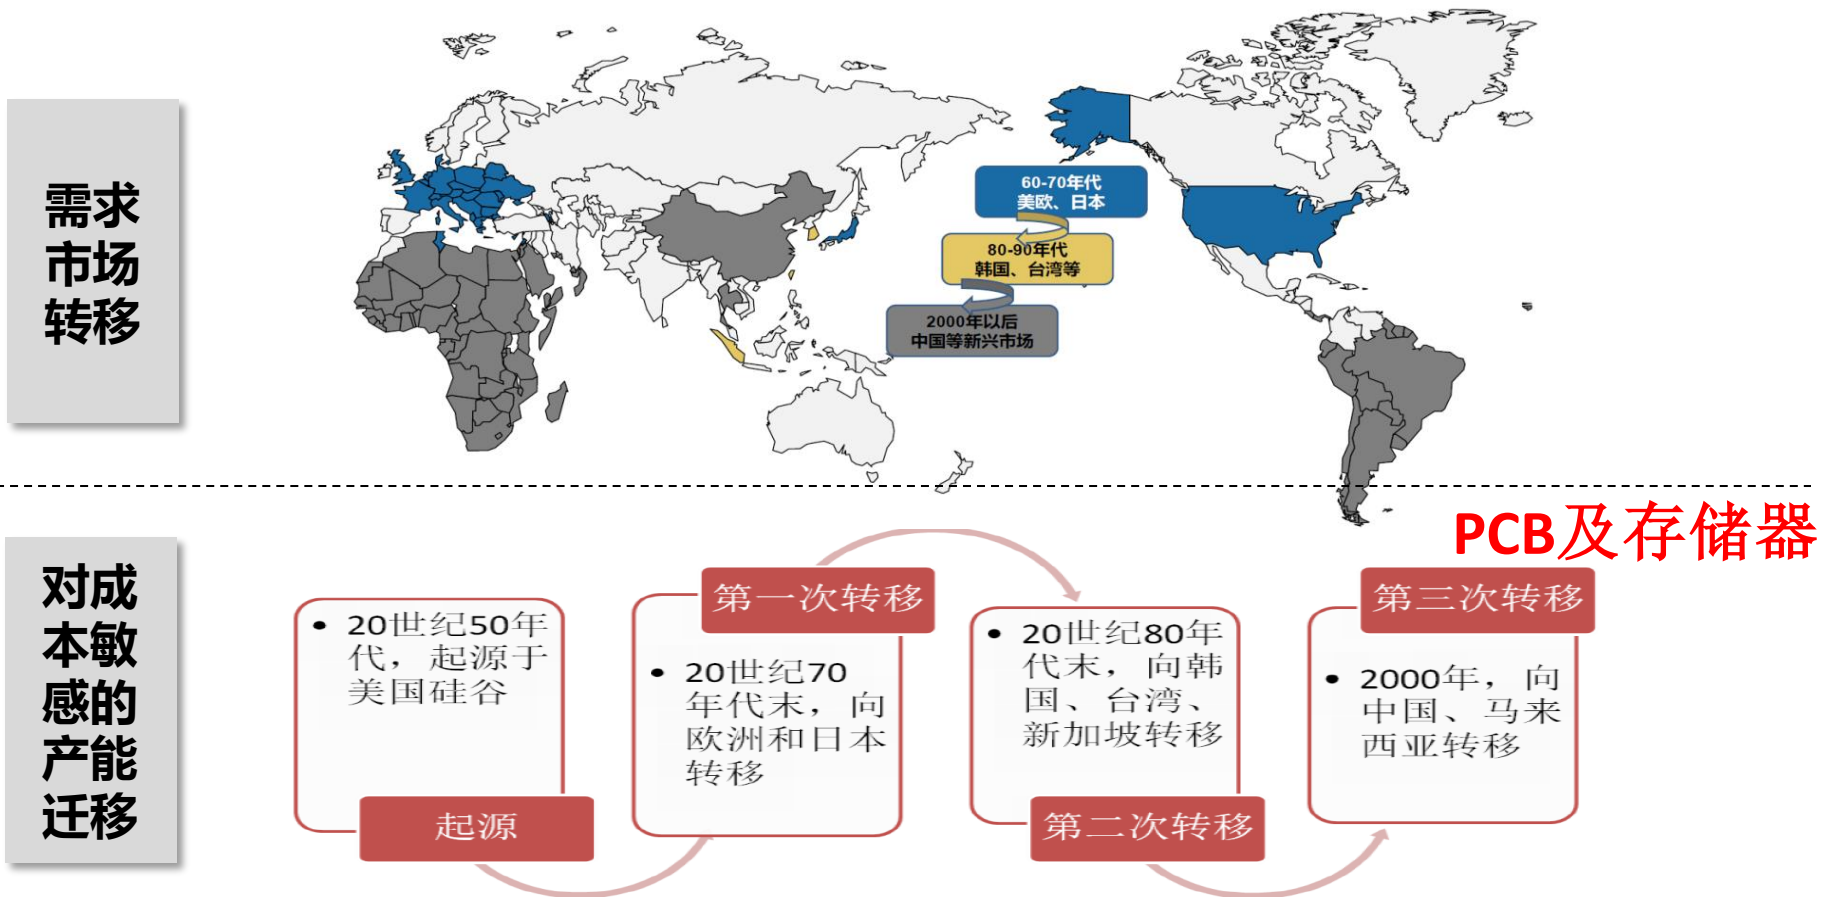 需求
市场
转移
60-70年代
美欧、日本
80-90年代
韩国、台湾等
2000年以后
中国等新兴市场
PCB及存储器
对成
本敏
感的
产能
迁移
• 20世纪50年
代，起源于
美国硅谷
起源
第一次转移
• 20世纪70
年代末，向
欧洲和日本
转移
• 20世纪80年
代末，向韩
国、台湾、
新加坡转移
第二次转移
第三次转移
• 2000年，向
中国、马来
西亚转移